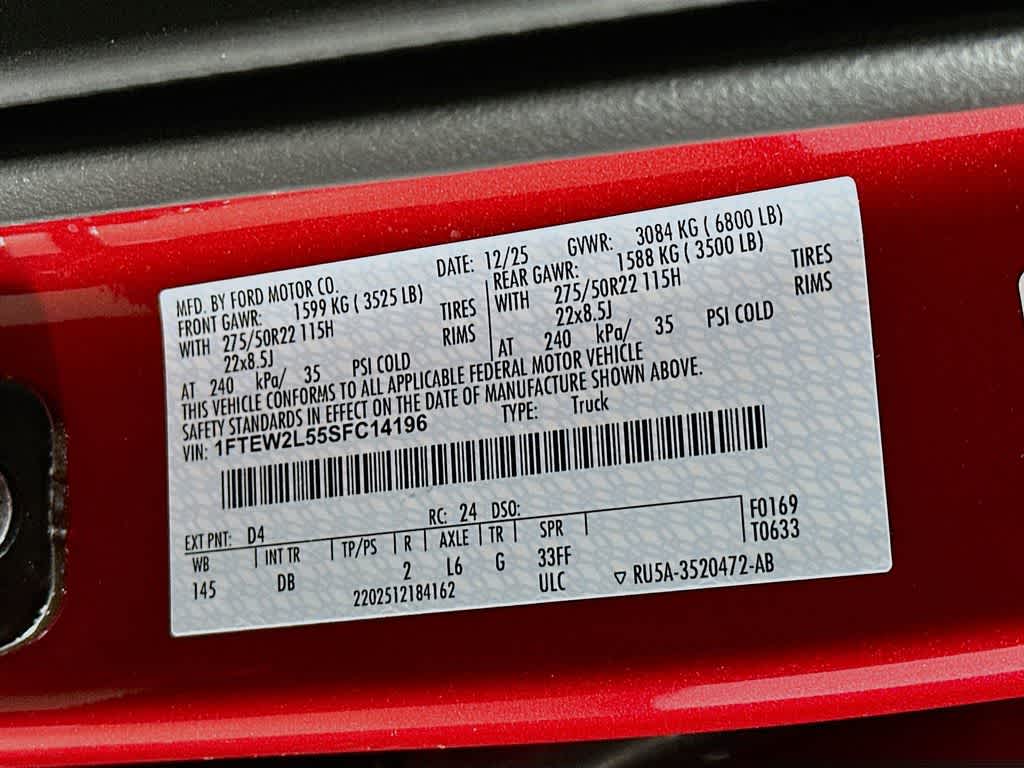 MFD. BY FORD MOTOR CO. DATE: 12/25 GVWR: 3084 KG ( 6800 LB)
FRONT GAWR: 1599 KG ( 3525 LB) REAR GAWR: 1588 KG ( 3500 LB)
WITH 275/50R22 115H TIRES WITH 275/50R22 115H TIRES
22x8.5J RIMS 22x8.5J RIMS
AT 240 kPa/ 35 PSI COLD AT 240 kPa/ 35 PSI COLD
THIS VEHICLE CONFORMS TO ALL APPLICABLE FEDERAL MOTOR VEHICLE
SAFETY STANDARDS IN EFFECT ON THE DATE OF MANUFACTURE SHOWN ABOVE.
VIN: 1FTEW2L55SFC14196 TYPE: Truck
EXT PNT: D4 RC: 24 DSO: F0169
WB INT TR TP/PS R AXLE TR SPR T0633
145 DB 2 L6 G 33FF
2202512184162 ULC RU5A-3520472-AB